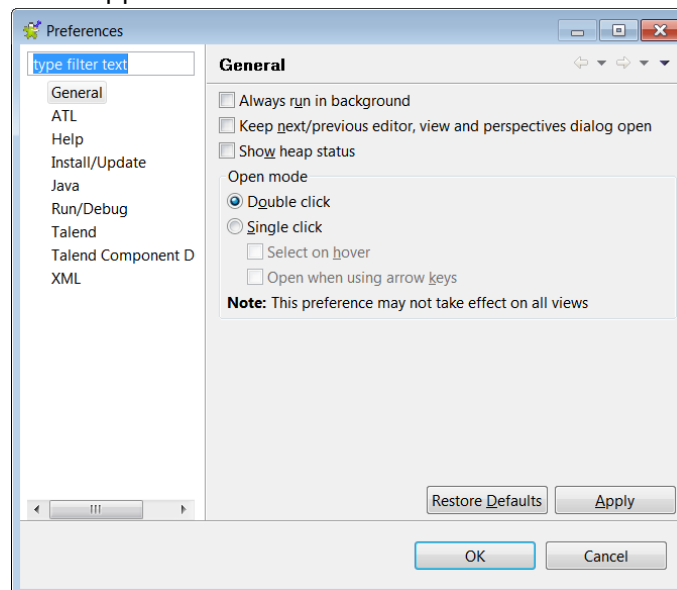 Preferences
type filter text
General
ATL
Help
Install/Update
Java
Run/Debug
Talend
Talend Component D
XML
General
Always run in background
Keep next/previous editor, view and perspectives dialog open
Show heap status
Open mode
Double click
Single click
Select on hover
Open when using arrow keys
Note: This preference may not take effect on all views
Restore Defaults Apply
OK Cancel